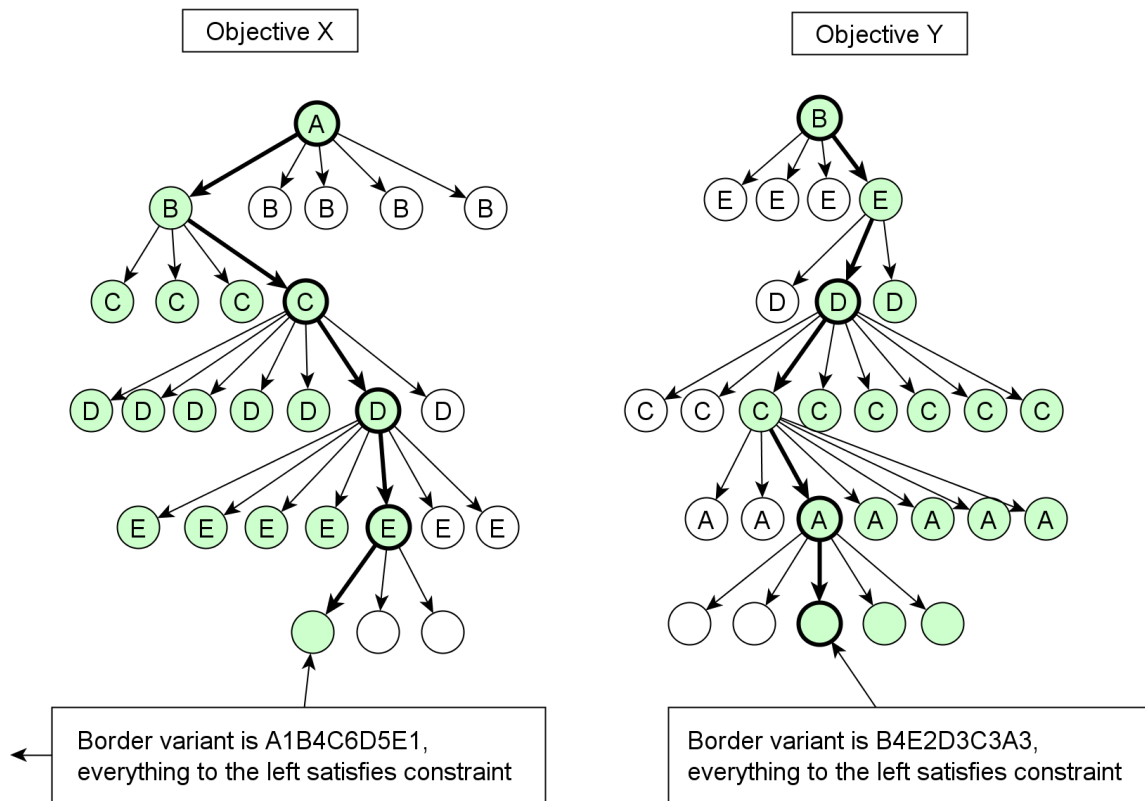 Objective X
Objective Y
A
B
B B B B B
E E E E
C C C C
D D D
D D D D D D D
C C C C C C C C
E E E E E E E
A A A A A A A
Border variant is A1B4C6D5E1,
everything to the left satisfies constraint
Border variant is B4E2D3C3A3,
everything to the left satisfies constraint